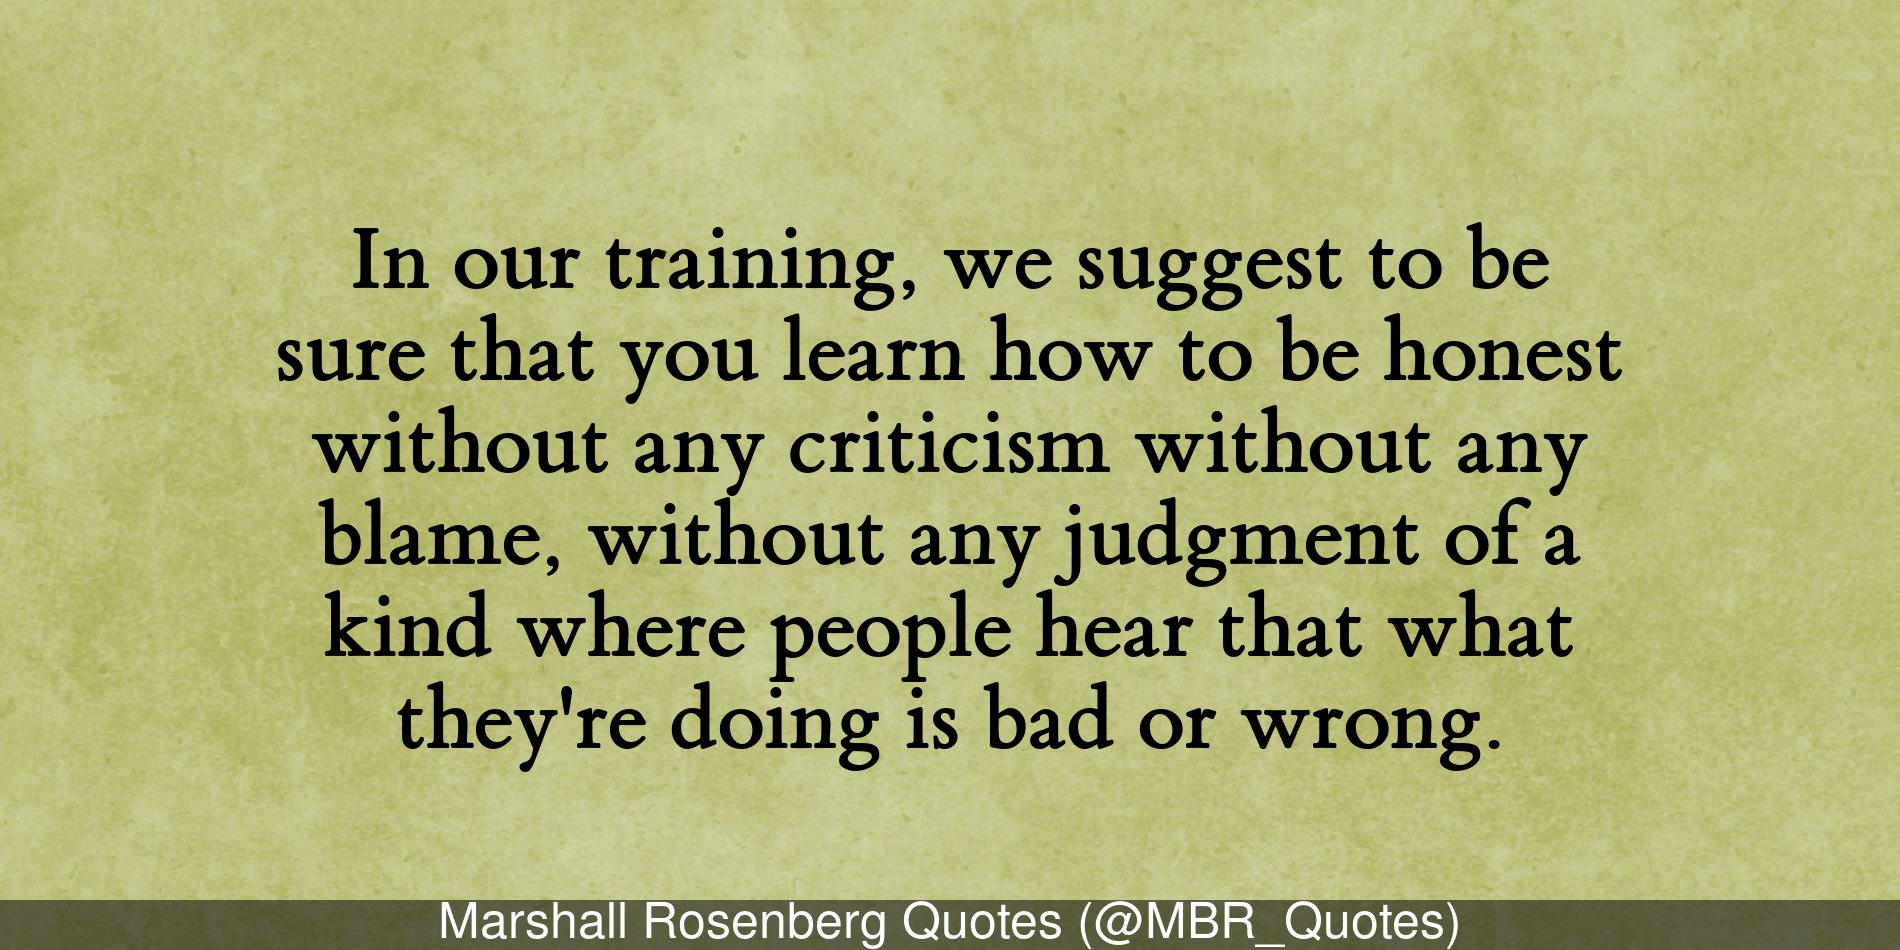 In our training, we suggest to be
sure that you learn how to be honest
without any criticism without any
blame, without any judgment of a
kind where people hear that what
they're doing is bad or wrong.
Marshall Rosenberg Quotes (@MBR_Quotes)